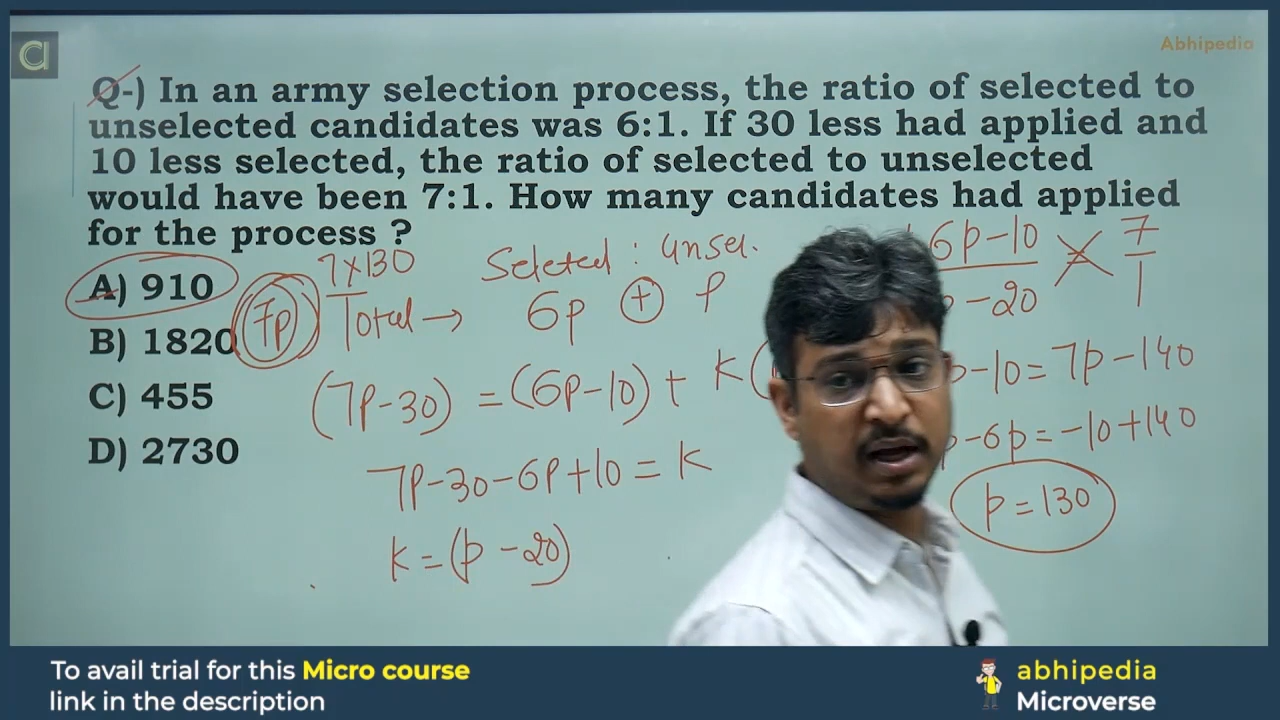 Abhipedia
Q-) In an army selection process, the ratio of selected to
unselected candidates was 6:1. If 30 less had applied and
10 less selected, the ratio of selected to unselected
would have been 7:1. How many candidates had applied
for the process ?
A) 910
B) 1820
C) 455
D) 2730
7×130
7p
Total → Seleted : unsel.
6p + p
(7p-30) = (6p-10) + k
7p-30-6p+10 = k
k = (p - 20)
6p-10 7
p-20 1
p-10 = 7p-140
p-6p = -10+140
p = 130
To avail trial for this Micro course
link in the description
abhipedia
Microverse